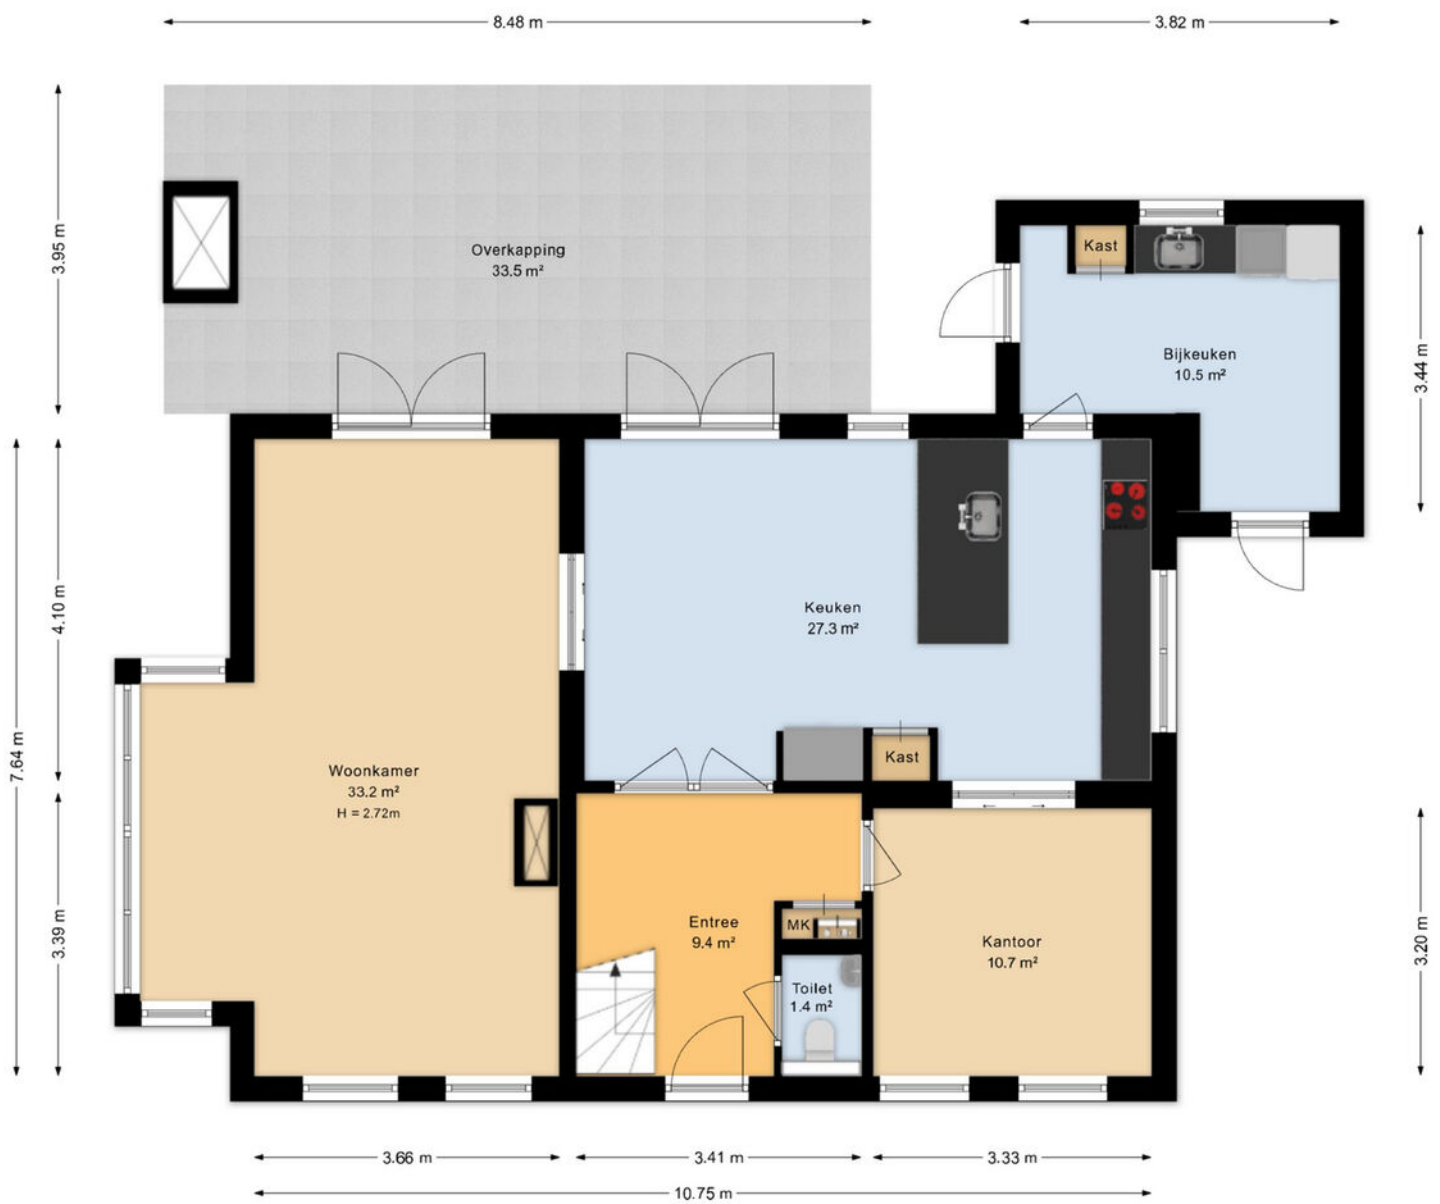 8.48 m
3.82 m
3.95 m
Overkapping
33.5 m²
Kast
Bijkeuken
10.5 m²
3.44 m
7.64 m
4.10 m
Keuken
27.3 m²
Kast
Woonkamer
33.2 m²
H = 2.72m
3.39 m
Entree
9.4 m²
MK
Toilet
1.4 m²
Kantoor
10.7 m²
3.20 m
3.66 m
3.41 m
3.33 m
10.75 m